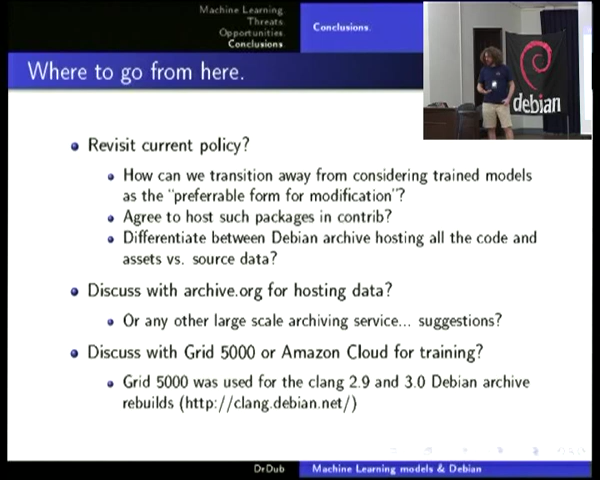 Machine Learning
Threats
Opportunities
Conclusions
Conclusions
Where to go from here.
debian
Revisit current policy?
How can we transition away from considering trained models
as the "preferrable form for modification"?
Agree to host such packages in contrib?
Differentiate between Debian archive hosting all the code and
assets vs. source data?
Discuss with archive.org for hosting data?
Or any other large scale archiving service... suggestions?
Discuss with Grid 5000 or Amazon Cloud for training?
Grid 5000 was used for the clang 2.9 and 3.0 Debian archive
rebuilds (http://clang.debian.net/)
DrDub
Machine Learning models & Debian